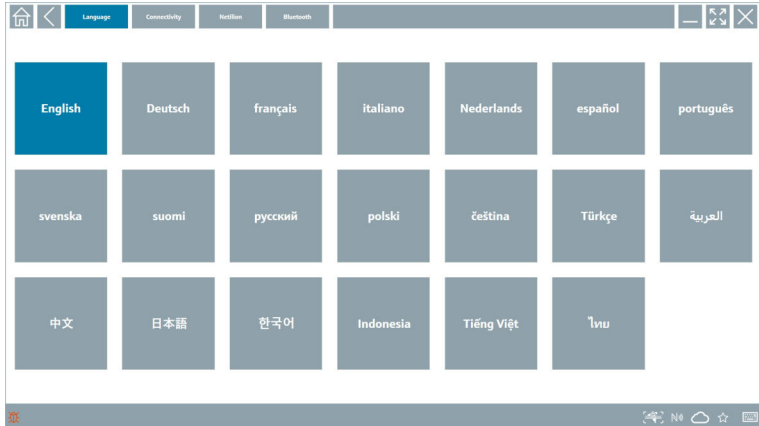 Language Connectivity Netilion Bluetooth
English Deutsch français italiano Nederlands español português
svenska suomi русский polski čeština Türkçe العربية
中文 日本語 한국어 Indonesia Tiếng Việt ไทย